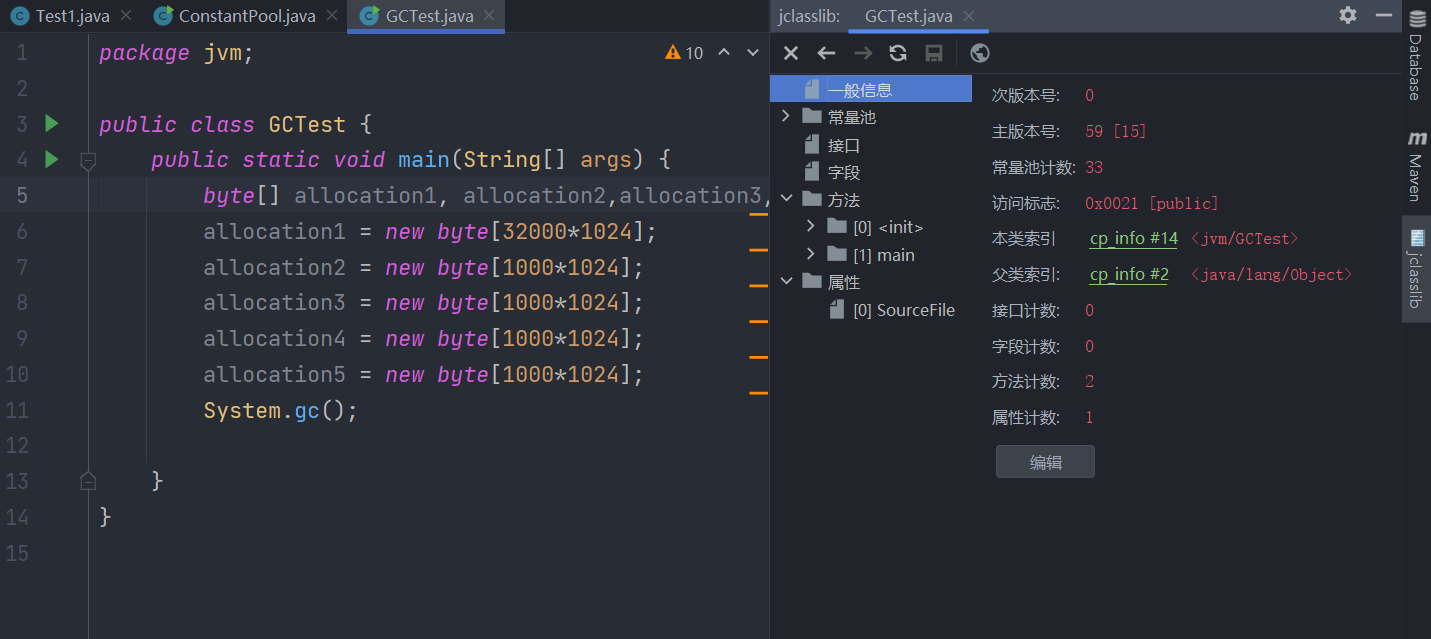 Test1.java
ConstantPool.java
GCTest.java
1 package jvm;
10
2
3 public class GCTest {
4 public static void main(String[] args) {
5 byte[] allocation1, allocation2,allocation3,
6 allocation1 = new byte[32000*1024];
7 allocation2 = new byte[1000*1024];
8 allocation3 = new byte[1000*1024];
9 allocation4 = new byte[1000*1024];
10 allocation5 = new byte[1000*1024];
11 System.gc();
12
13 }
14 }
15
jclasslib: GCTest.java
一般信息
常量池
接口
字段
方法
[0] <init>
[1] main
属性
[0] SourceFile
次版本号: 0
主版本号: 59 [15]
常量池计数: 33
访问标志: 0x0021 [public]
本类索引 cp_info #14 <jvm/GCTest>
父类索引: cp_info #2 <java/lang/Object>
接口计数: 0
字段计数: 0
方法计数: 2
属性计数: 1
编辑
Database
m Maven
jclasslib